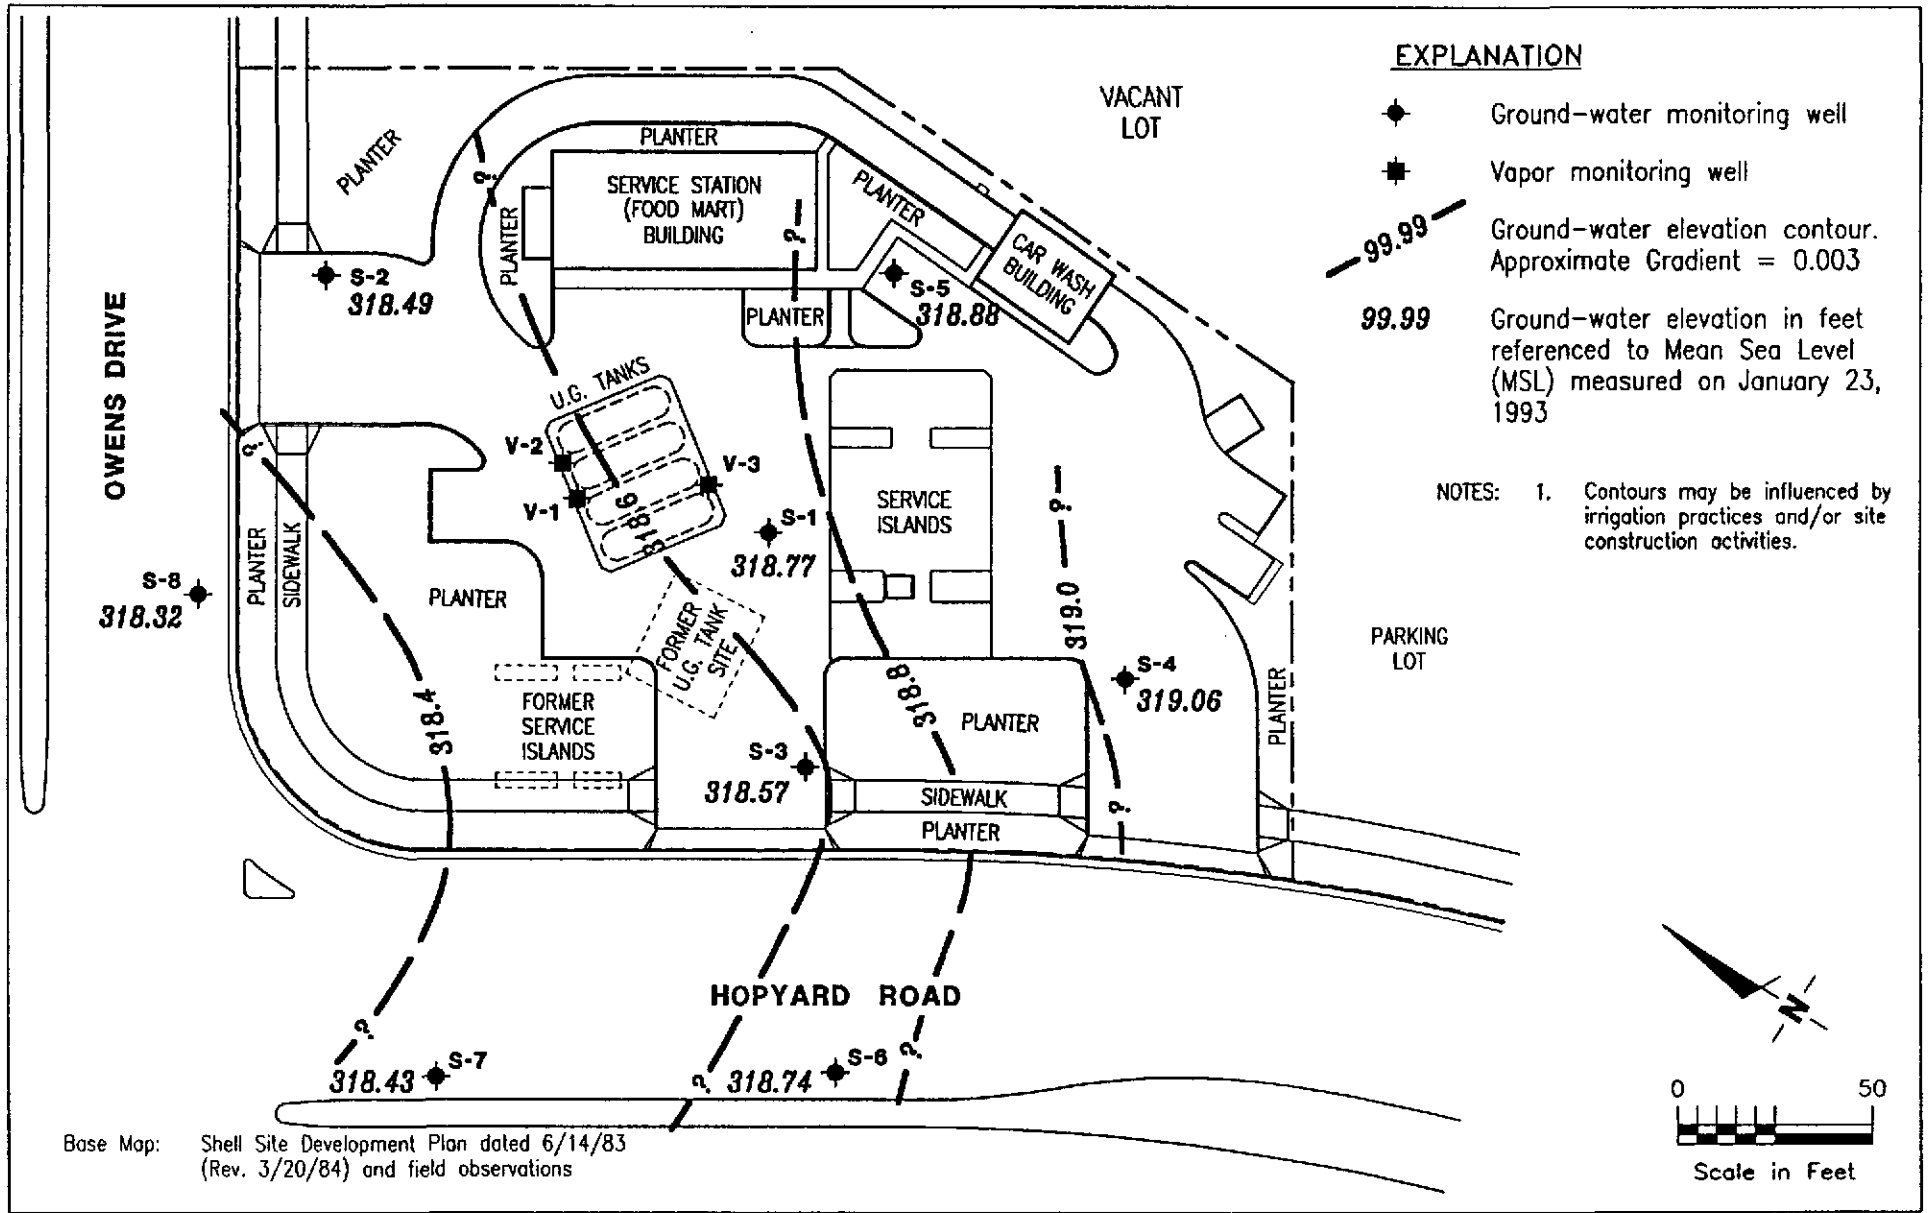 EXPLANATION
Ground-water monitoring well
Vapor monitoring well
99.99
Ground-water elevation contour.
Approximate Gradient = 0.003
99.99
Ground-water elevation in feet
referenced to Mean Sea Level
(MSL) measured on January 23,
1993
NOTES: 1. Contours may be influenced by
irrigation practices and/or site
construction activities.
VACANT
LOT
PLANTER
PLANTER
SERVICE STATION
(FOOD MART)
BUILDING
PLANTER
PLANTER
?
?
CAR WASH
BUILDING
S-2
318.49
S-5
318.88
PLANTER
OWENS DRIVE
U.G. TANKS
V-2
V-3
V-1
318.6
?
S-1
318.77
SERVICE
ISLANDS
?
319.0
S-8
318.32
PLANTER
SIDEWALK
PLANTER
FORMER
U.G. TANK
SITE
PARKING
LOT
S-4
319.06
318.4
318.8
FORMER
SERVICE
ISLANDS
PLANTER
PLANTER
S-3
318.57
SIDEWALK
?
PLANTER
HOPYARD ROAD
N
?
S-7
318.43
?
S-6
318.74
?
0 50
Scale in Feet
Base Map: Shell Site Development Plan dated 6/14/83
(Rev. 3/20/84) and field observations